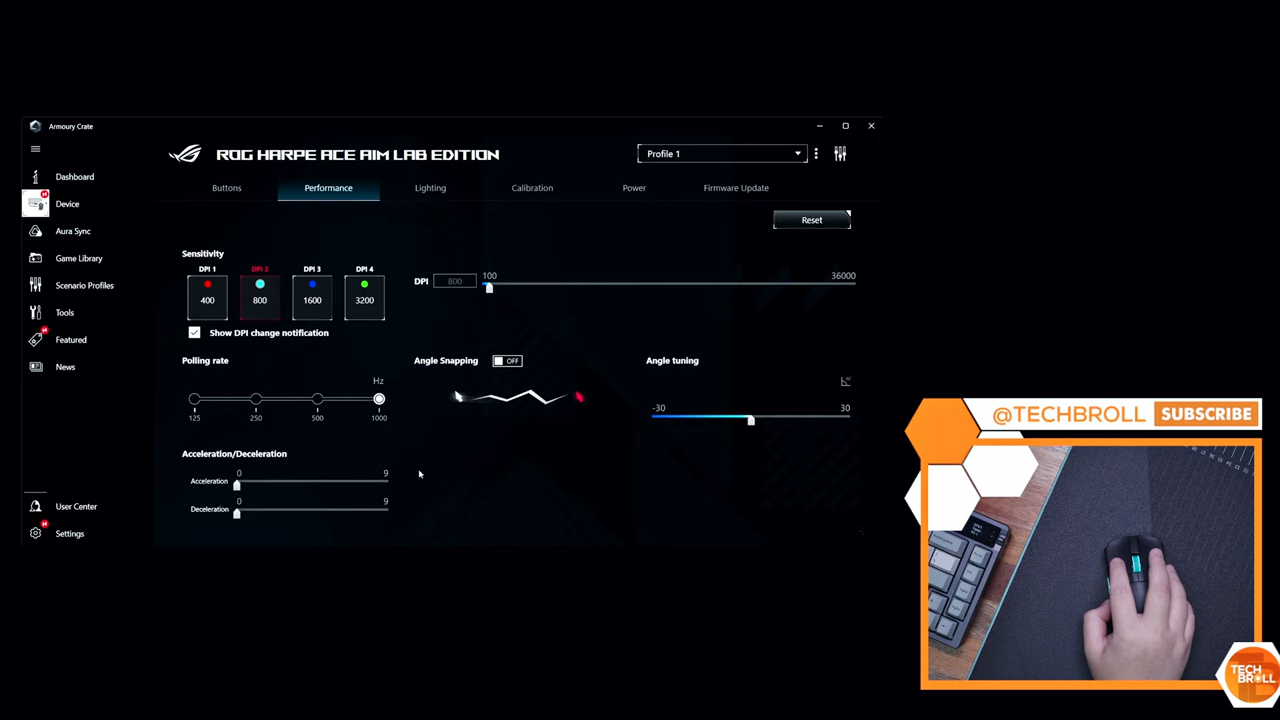 Armoury Crate
ROG HARPE ACE AIM LAB EDITION
Profile 1
Dashboard
Device
Aura Sync
Game Library
Scenario Profiles
Tools
Featured
News
User Center
Settings
Buttons
Performance
Lighting
Calibration
Power
Firmware Update
Reset
Sensitivity
DPI 1
DPI 2
DPI 3
DPI 4
400
800
1600
3200
DPI
800
100
36000
Show DPI change notification
Polling rate
Hz
125
250
500
1000
Angle Snapping
OFF
Angle tuning
-30
30
Acceleration/Deceleration
Acceleration
0
9
Deceleration
0
9
@TECHBROLL
SUBSCRIBE
TECH
BROLL